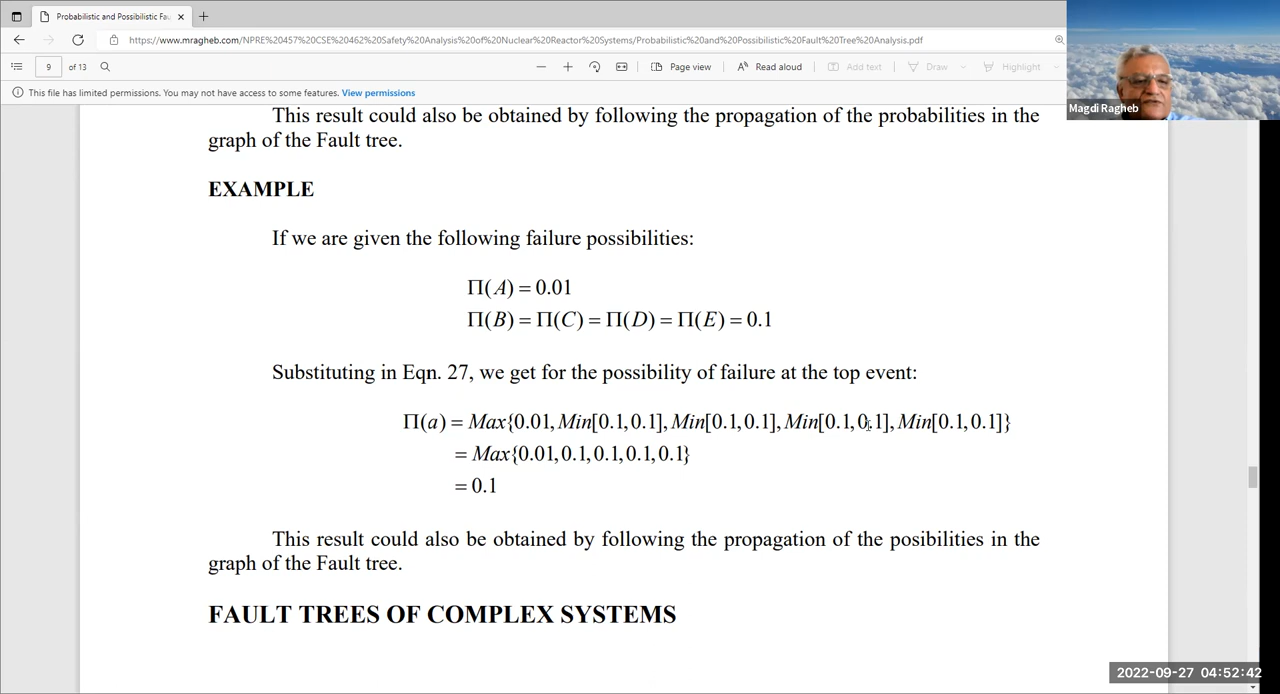 Probabilistic and Possibilistic Fau
https://www.mragheb.com/NPRE%20457%20CSE%20462%20Safety%20Analysis%20of%20Nuclear%20Reactor%20Systems/Probabilistic%20and%20Possibilistic%20Fault%20Tree%20Analysis.pdf
9 of 13 Page view Read aloud Add text Draw Highlight
This file has limited permissions. You may not have access to some features. View permissions
Magdi Ragheb
This result could also be obtained by following the propagation of the probabilities in the
graph of the Fault tree.
EXAMPLE
If we are given the following failure possibilities:
Π(A) = 0.01
Π(B) = Π(C) = Π(D) = Π(E) = 0.1
Substituting in Eqn. 27, we get for the possibility of failure at the top event:
Π(a) = Max{0.01, Min[0.1,0.1], Min[0.1,0.1], Min[0.1,0.1], Min[0.1,0.1]}
= Max{0.01,0.1,0.1,0.1,0.1}
= 0.1
This result could also be obtained by following the propagation of the posibilities in the
graph of the Fault tree.
FAULT TREES OF COMPLEX SYSTEMS
2022-09-27 04:52:42